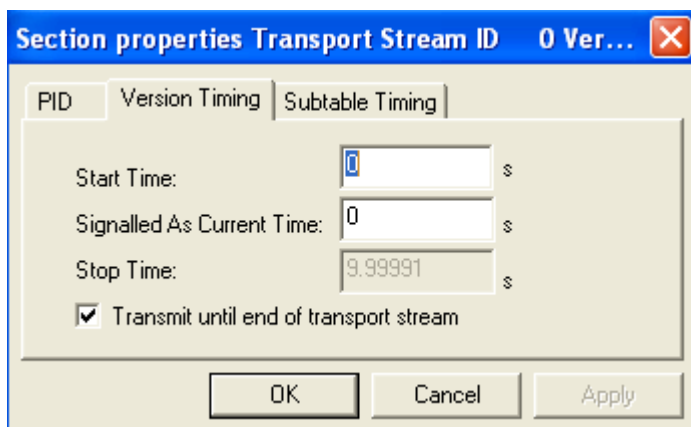 Section properties Transport Stream ID 0 Ver...
PID Version Timing Subtable Timing
Start Time: 0 s
Signalled As Current Time: 0 s
Stop Time: 9.99991 s
Transmit until end of transport stream
OK Cancel Apply